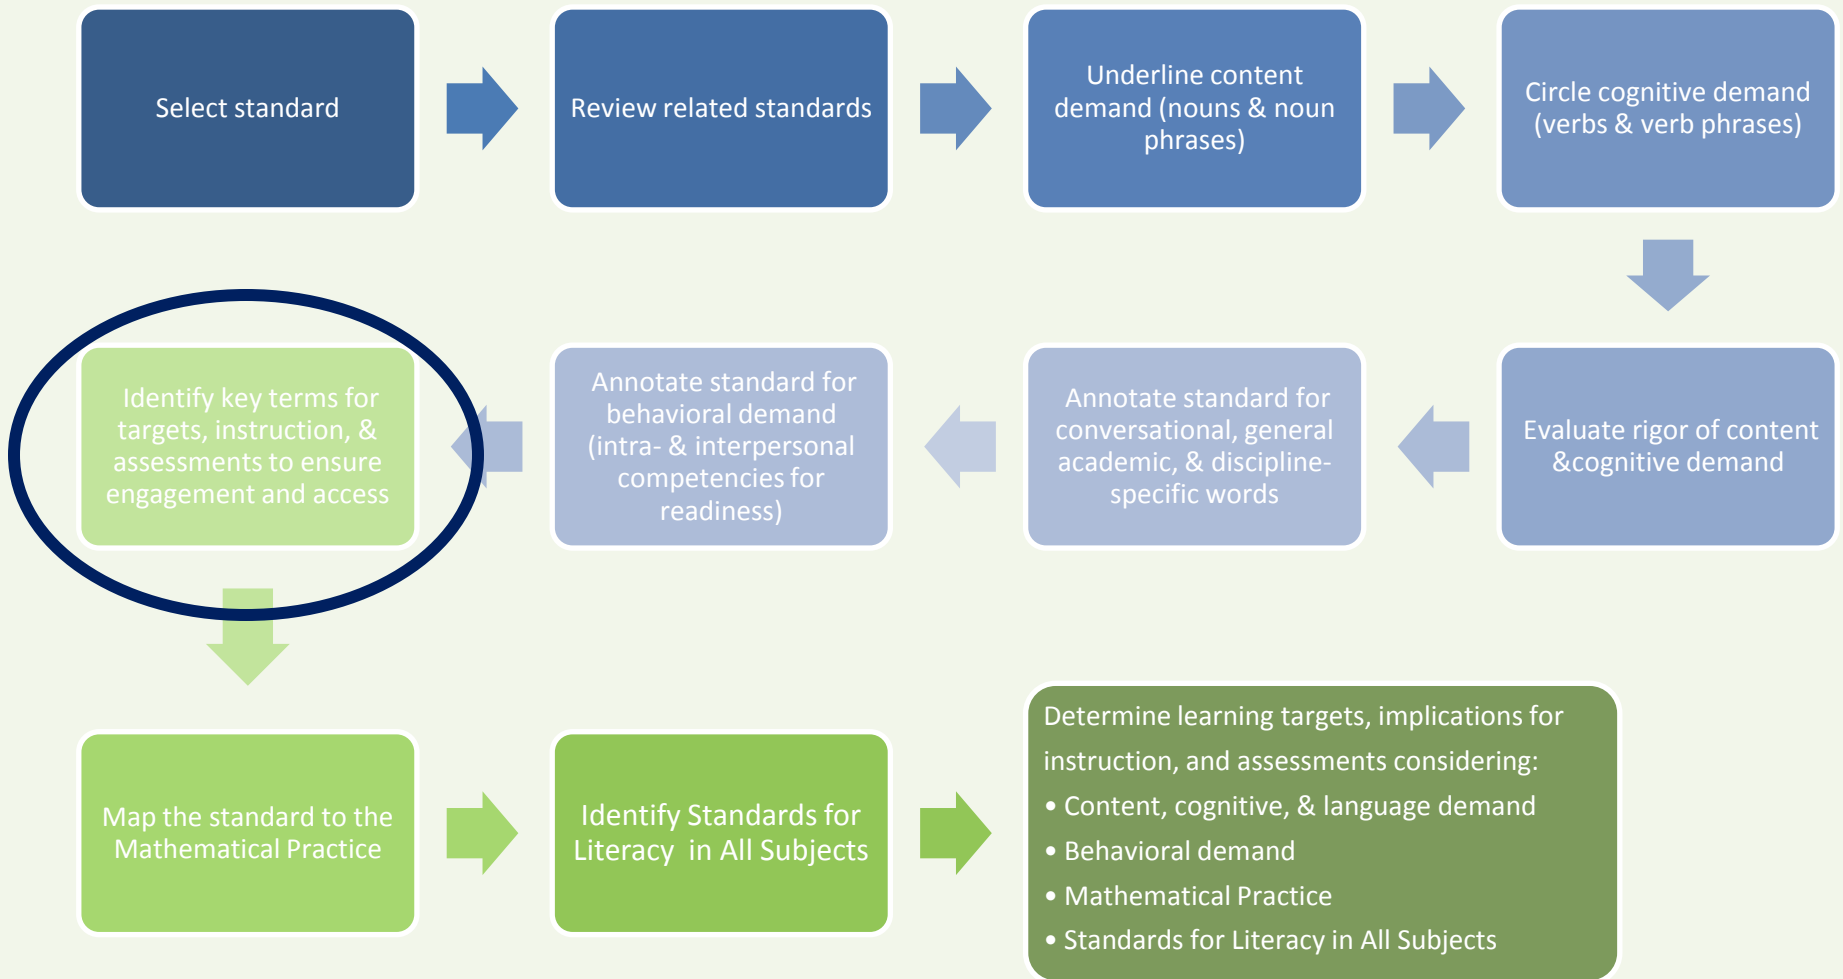 Select standard
Review related standards
Underline content
demand (nouns & noun
phrases)
Circle cognitive demand
(verbs & verb phrases)
Evaluate rigor of content
&cognitive demand
Annotate standard for
conversational, general
academic, & discipline-
specific words
Annotate standard for
behavioral demand
(intra- & interpersonal
competencies for
readiness)
Identify key terms for
targets, instruction, &
assessments to ensure
engagement and access
Map the standard to the
Mathematical Practice
Identify Standards for
Literacy in All Subjects
Determine learning targets, implications for
instruction, and assessments considering:
• Content, cognitive, & language demand
• Behavioral demand
• Mathematical Practice
• Standards for Literacy in All Subjects